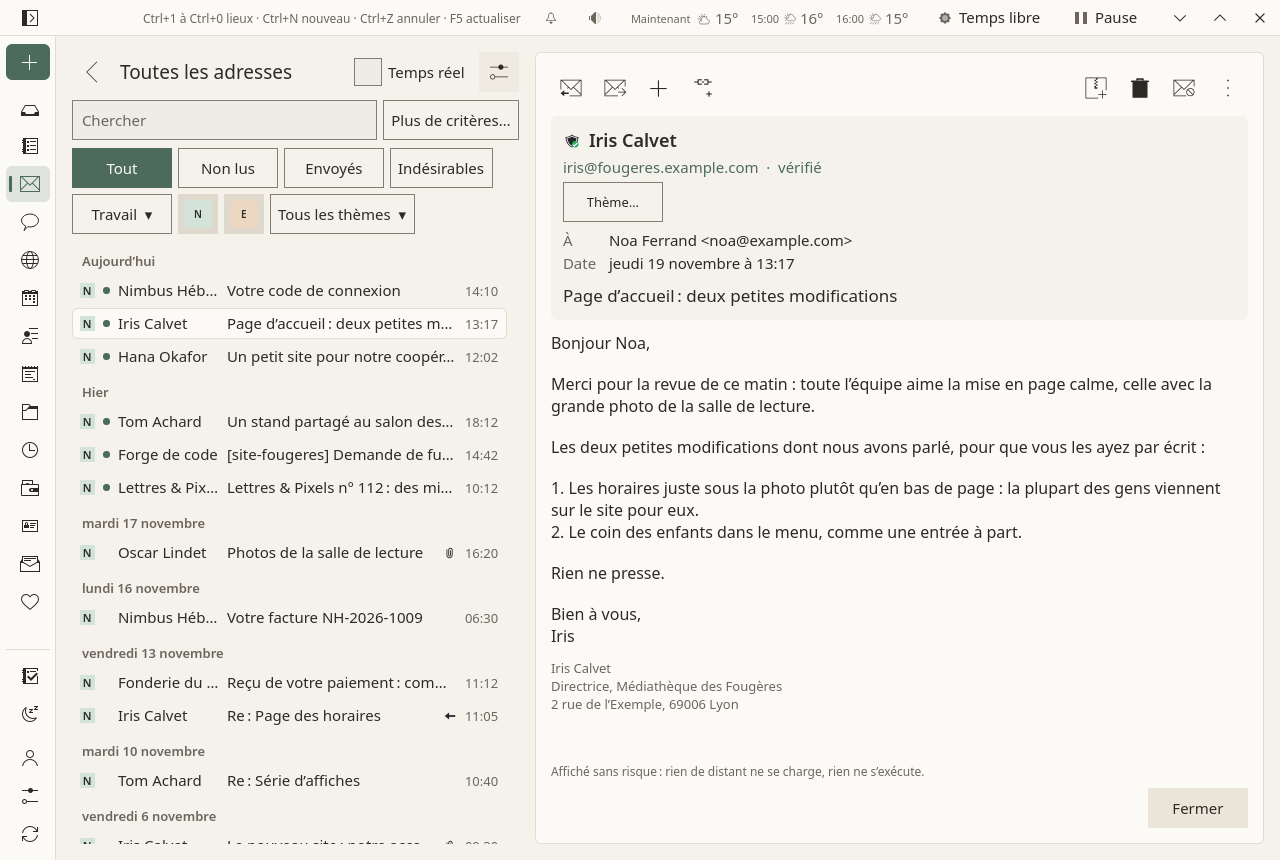 Ctrl+1 à Ctrl+0 lieux · Ctrl+N nouveau · Ctrl+Z annuler · F5 actualiser
Maintenant 15° 15:00 16° 16:00 15°
Temps libre
Pause
Toutes les adresses
Temps réel
Chercher
Plus de critères…
Tout
Non lus
Envoyés
Indésirables
Travail ▾
N
E
Tous les thèmes ▾
Aujourd’hui
N Nimbus Héb… Votre code de connexion 14:10
N Iris Calvet Page d’accueil : deux petites m… 13:17
N Hana Okafor Un petit site pour notre coopér… 12:02
Hier
N Tom Achard Un stand partagé au salon des… 18:12
N Forge de code [site-fougeres] Demande de fu… 14:42
N Lettres & Pix… Lettres & Pixels n° 112 : des mi… 10:12
mardi 17 novembre
N Oscar Lindet Photos de la salle de lecture 16:20
lundi 16 novembre
N Nimbus Héb… Votre facture NH-2026-1009 06:30
vendredi 13 novembre
N Fonderie du … Reçu de votre paiement : com… 11:12
N Iris Calvet Re : Page des horaires 11:05
mardi 10 novembre
N Tom Achard Re : Série d’affiches 10:40
vendredi 6 novembre
Iris Calvet
Iris Calvet
iris@fougeres.example.com · vérifié
Thème…
À Noa Ferrand <noa@example.com>
Date jeudi 19 novembre à 13:17
Page d’accueil : deux petites modifications
Bonjour Noa,
Merci pour la revue de ce matin : toute l’équipe aime la mise en page calme, celle avec la
grande photo de la salle de lecture.
Les deux petites modifications dont nous avons parlé, pour que vous les ayez par écrit :
1. Les horaires juste sous la photo plutôt qu’en bas de page : la plupart des gens viennent
sur le site pour eux.
2. Le coin des enfants dans le menu, comme une entrée à part.
Rien ne presse.
Bien à vous,
Iris
Iris Calvet
Directrice, Médiathèque des Fougères
2 rue de l’Exemple, 69006 Lyon
Affiché sans risque : rien de distant ne se charge, rien ne s’exécute.
Fermer